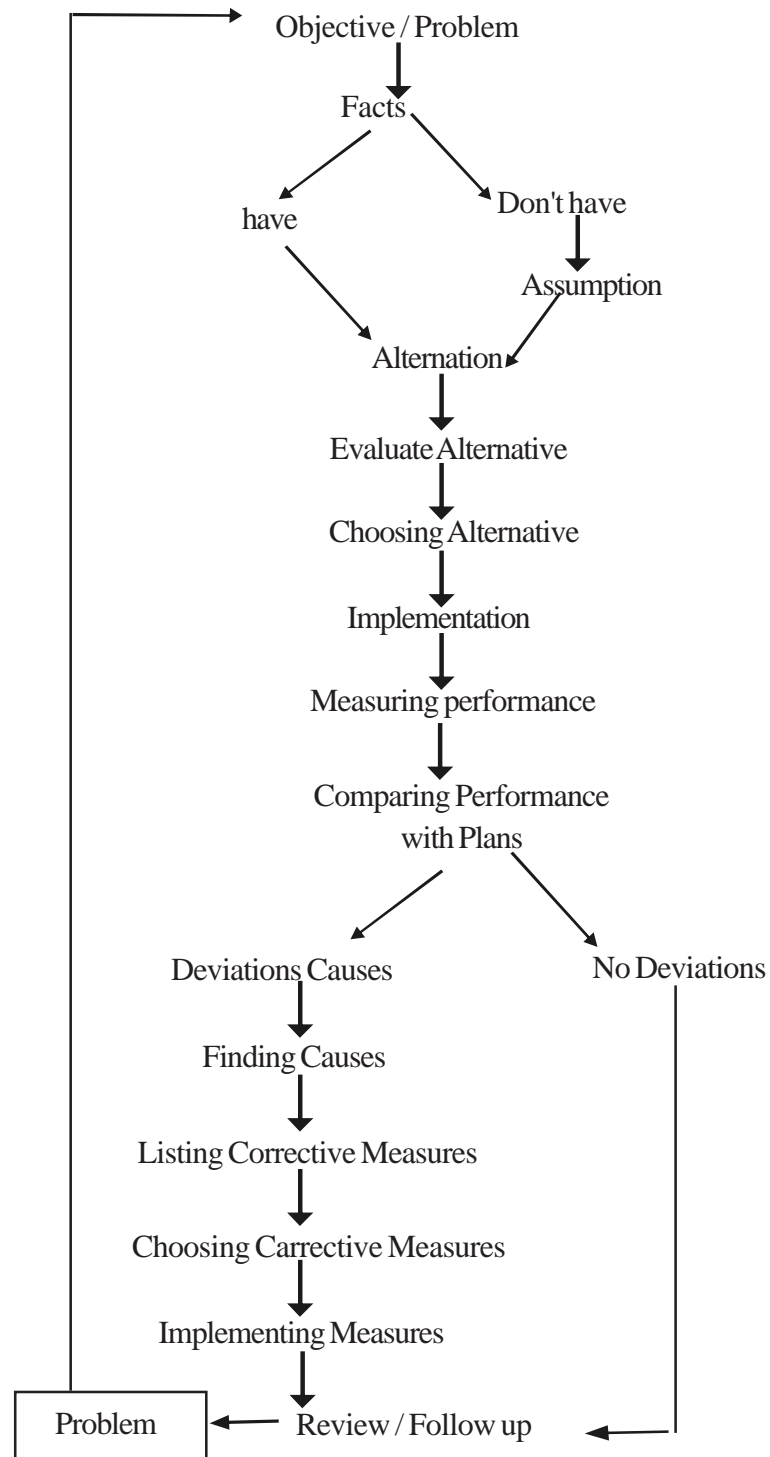 Objective / Problem
Facts
have
Don't have
Assumption
Alternation
Evaluate Alternative
Choosing Alternative
Implementation
Measuring performance
Comparing Performance
with Plans
Deviations Causes
No Deviations
Finding Causes
Listing Corrective Measures
Choosing Carrective Measures
Implementing Measures
Problem
Review / Follow up